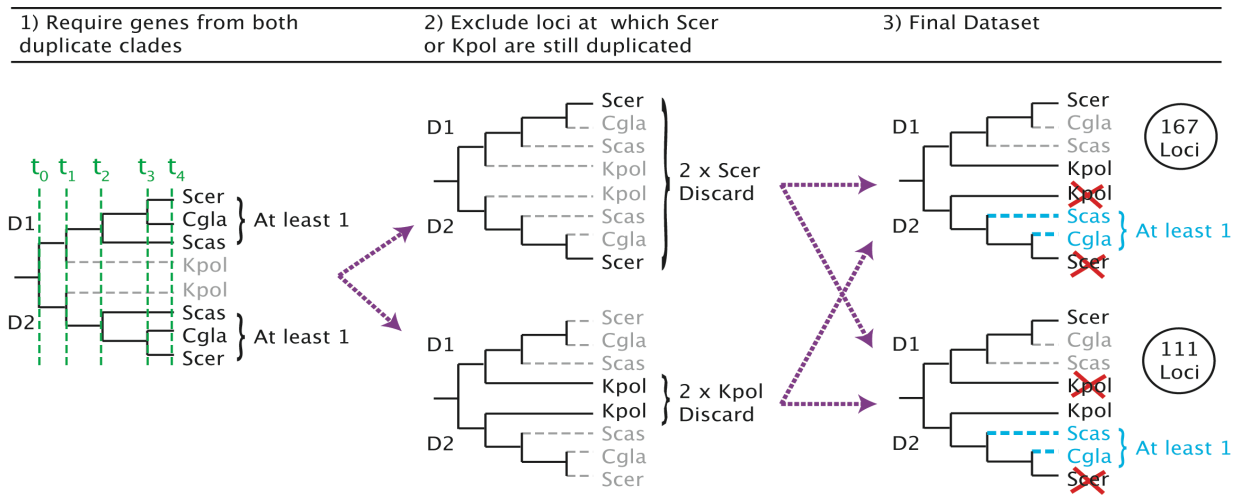 1) Require genes from both
duplicate clades
2) Exclude loci at which Scer
or Kpol are still duplicated
3) Final Dataset
t0 t1 t2 t3 t4
D1
Scer
Cgla
Scas
At least 1
Kpol
Kpol
D2
Scas
Cgla
Scer
At least 1
D1
Scer
Cgla
Scas
Kpol
Kpol
D2
Scas
Cgla
Scer
2 x Scer
Discard
D1
Scer
Cgla
Scas
Kpol
Kpol
D2
Scas
Cgla
Scer
2 x Kpol
Discard
D1
Scer
Cgla
Scas
Kpol
Kpol
D2
Scas
Cgla
Scer
At least 1
167
Loci
D1
Scer
Cgla
Scas
Kpol
Kpol
D2
Scas
Cgla
Scer
At least 1
111
Loci